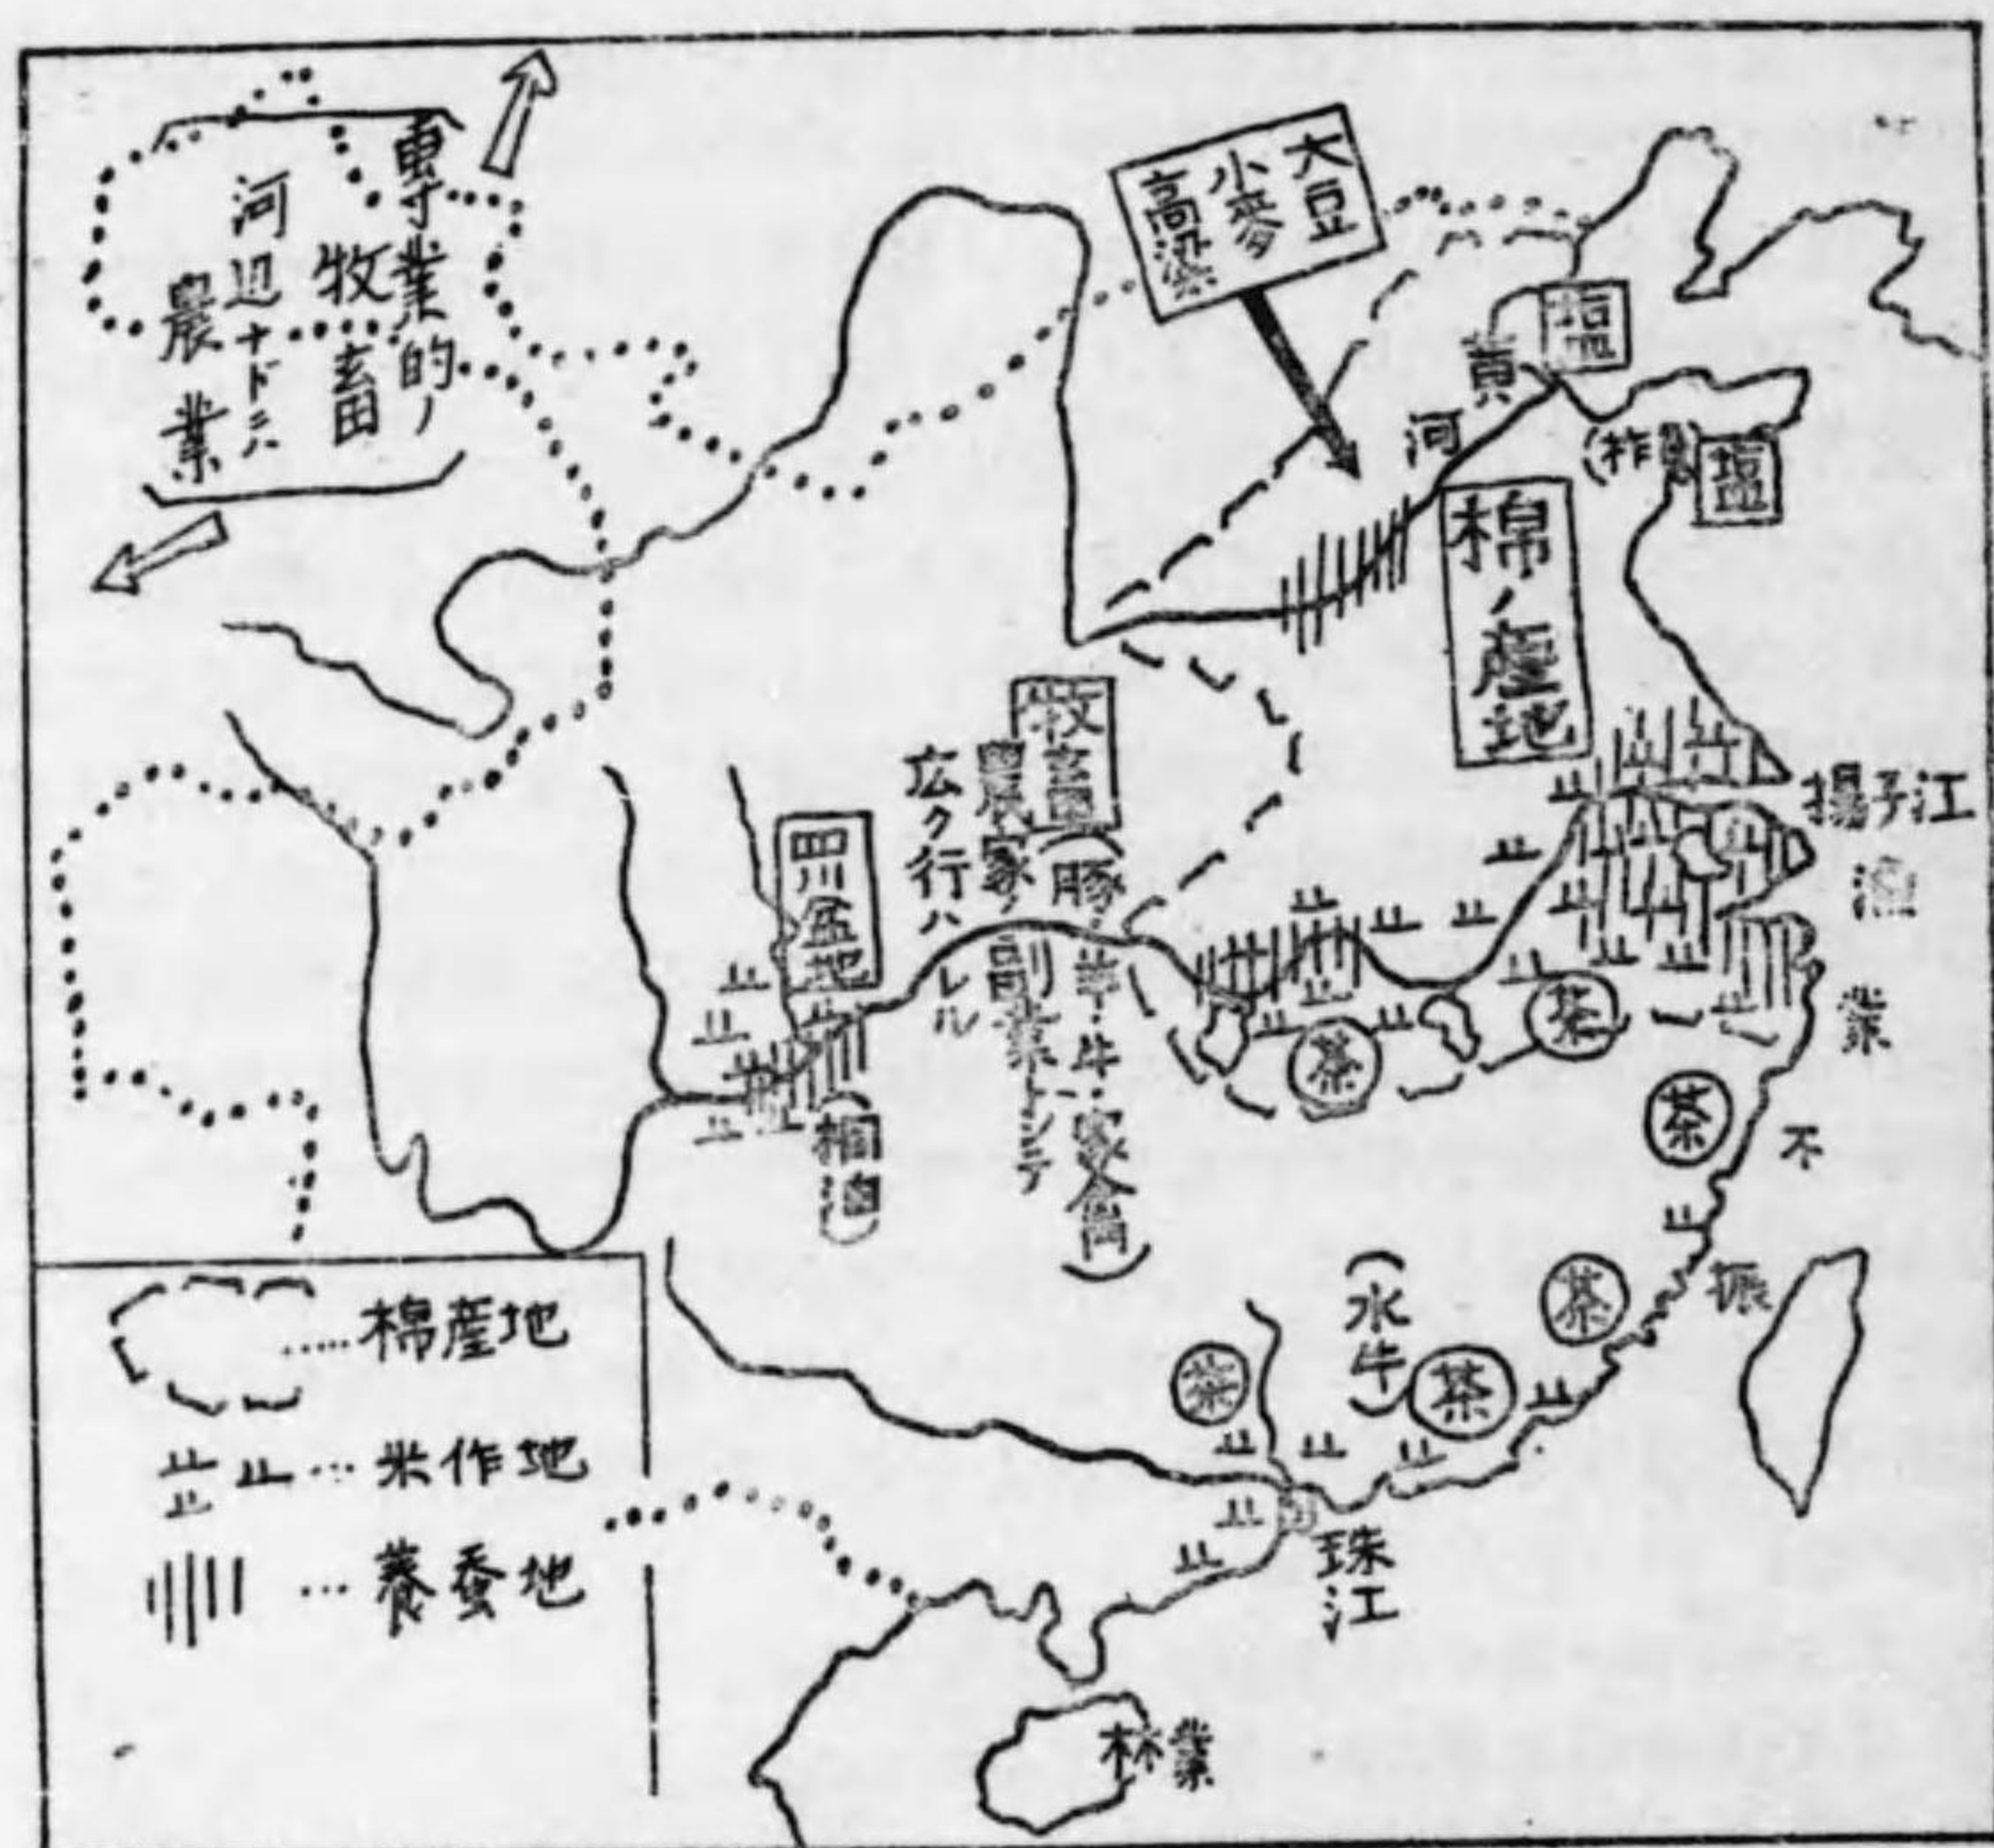 専業的ノ
牧畜
河辺ナドニハ
農業
大豆
小麥
高梁
塩
黄河
(柞蚕)
塩
棉ノ産地
揚子江
漁業不振
牧畜(豚・羊・牛・家禽)
農家ノ副業トシテ
広ク行ハレル
四川盆地
(桐油)
茶
茶
茶
茶
茶
茶
(水牛)
珠江
林業
棉産地
米作地
養蚕地